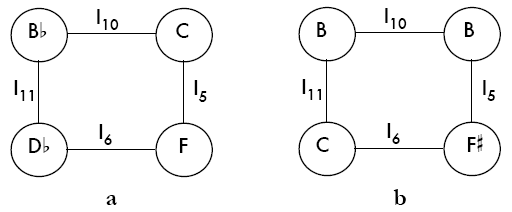 B♭ I₁₀ C B I₁₀ B
I₁₁ I₅ I₁₁ I₅
D♭ I₆ F C I₆ F♯
a b